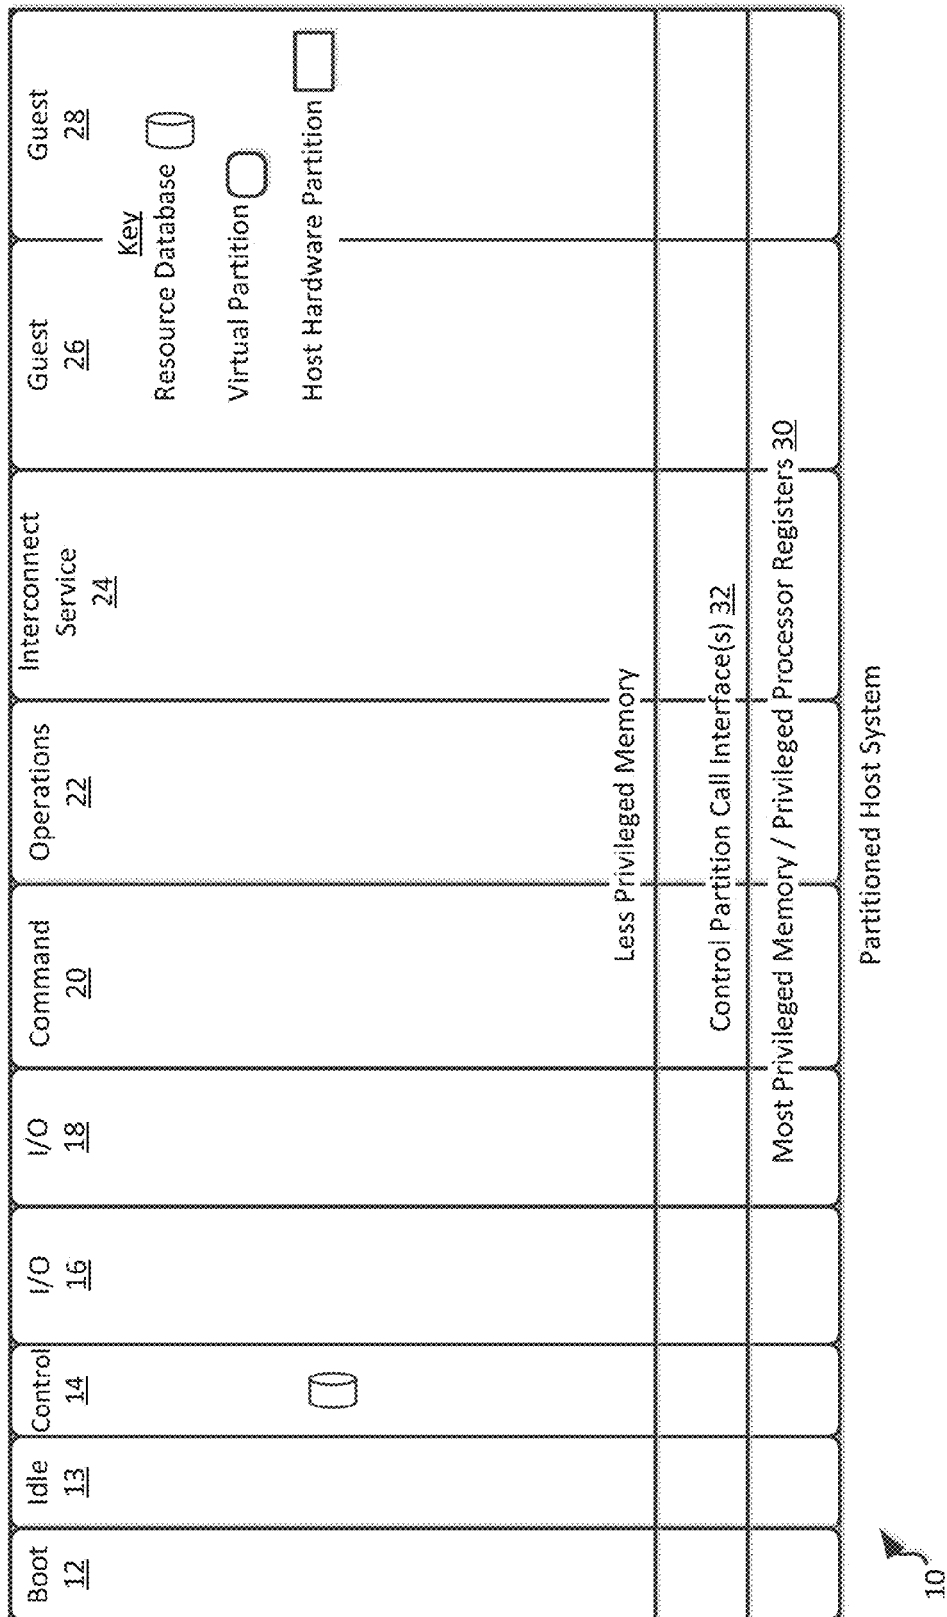 Boot
12
Idle
13
Control
14
I/O
16
I/O
18
Command
20
Operations
22
Interconnect
Service
24
Guest
26
Guest
28
Key
Resource Database
Virtual Partition
Host Hardware Partition
Less Privileged Memory
Control Partition Call Interface(s) 32
Most Privileged Memory / Privileged Processor Registers 30
Partitioned Host System
10